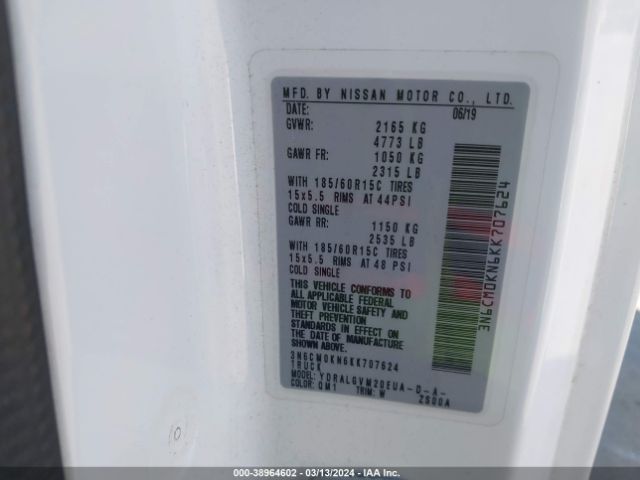 MFD. BY NISSAN MOTOR CO., LTD.
DATE: 06/19
GVWR: 2165 KG
4773 LB
GAWR FR: 1050 KG
2315 LB
WITH 185/60R15C TIRES
15x5.5 RIMS AT 44PSI
COLD SINGLE
GAWR RR: 1150 KG
2535 LB
WITH 185/60R15C TIRES
15x5.5 RIMS AT 48 PSI
COLD SINGLE
THIS VEHICLE CONFORMS TO
ALL APPLICABLE FEDERAL
MOTOR VEHICLE SAFETY AND
THEFT PREVENTION
STANDARDS IN EFFECT ON
THE DATE OF MANUFACTURE
SHOWN ABOVE.
3N6CM0KN6KK707624
TRUCK
MODEL: YDRALGVM20EUA-D-A-
COLOR: QM1 TRIM: W ZS00A
3N6CM0KN6KK707624
000-38964602 / 03/13/2024 / IAA Inc.